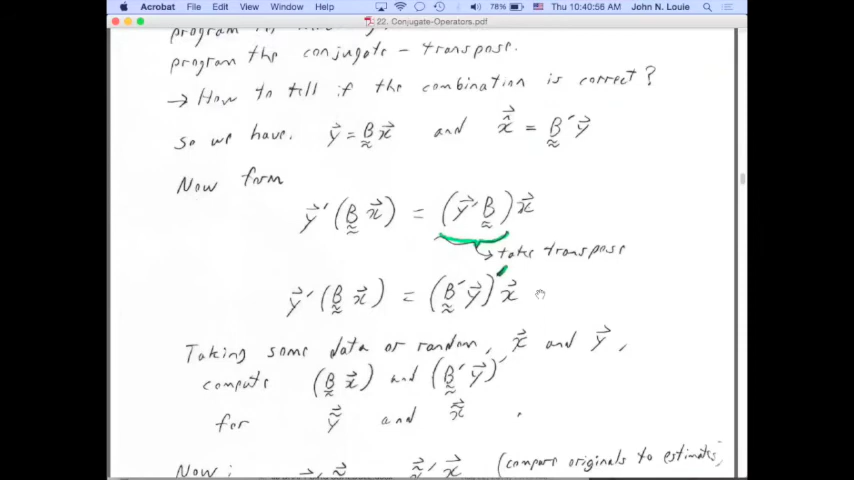 Acrobat File Edit View Window Help 78% Thu 10:40:56 AM John N. Louie
22. Conjugate-Operators.pdf
program
program the conjugate - transpose.
→ How to tell if the combination is correct?
So we have. y⃗ = B x⃗ and x̂⃗ = B′ y⃗
Now form
y⃗′ (B x⃗) = (y⃗′ B) x⃗
↳ take transpose
y⃗′ (B x⃗) = (B′ y⃗)′ x⃗
Taking some data or random, x⃗ and y⃗,
compute (B x⃗) and (B′ y⃗)′
for ỹ⃗ and x̃⃗ .
Now: (compare originals to estimates,